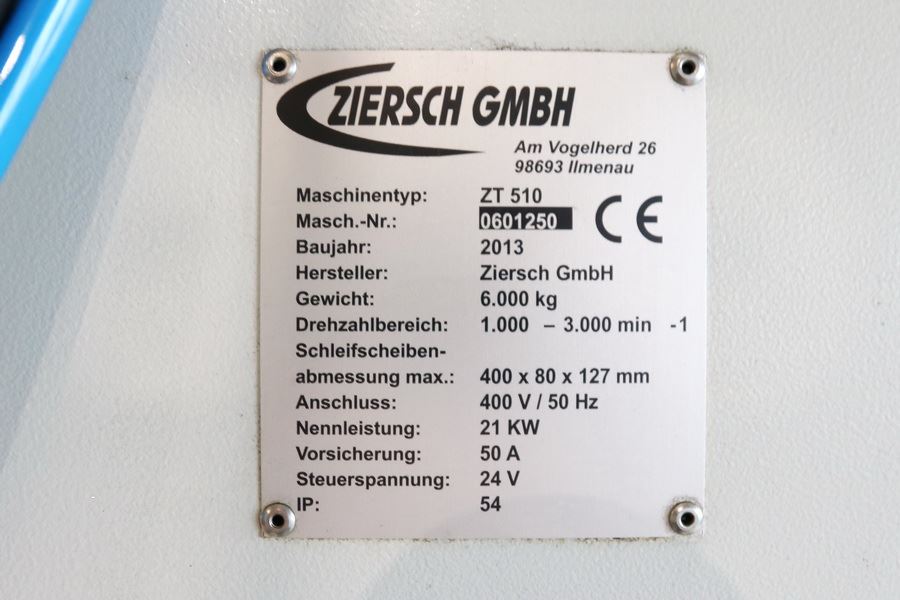 ZIERSCH GMBH
Am Vogelherd 26
98693 Ilmenau
Maschinentyp: ZT 510
Masch.-Nr.: 0601250
CE
Baujahr: 2013
Hersteller: Ziersch GmbH
Gewicht: 6.000 kg
Drehzahlbereich: 1.000 – 3.000 min -1
Schleifscheiben-
abmessung max.: 400 x 80 x 127 mm
Anschluss: 400 V / 50 Hz
Nennleistung: 21 KW
Vorsicherung: 50 A
Steuerspannung: 24 V
IP: 54